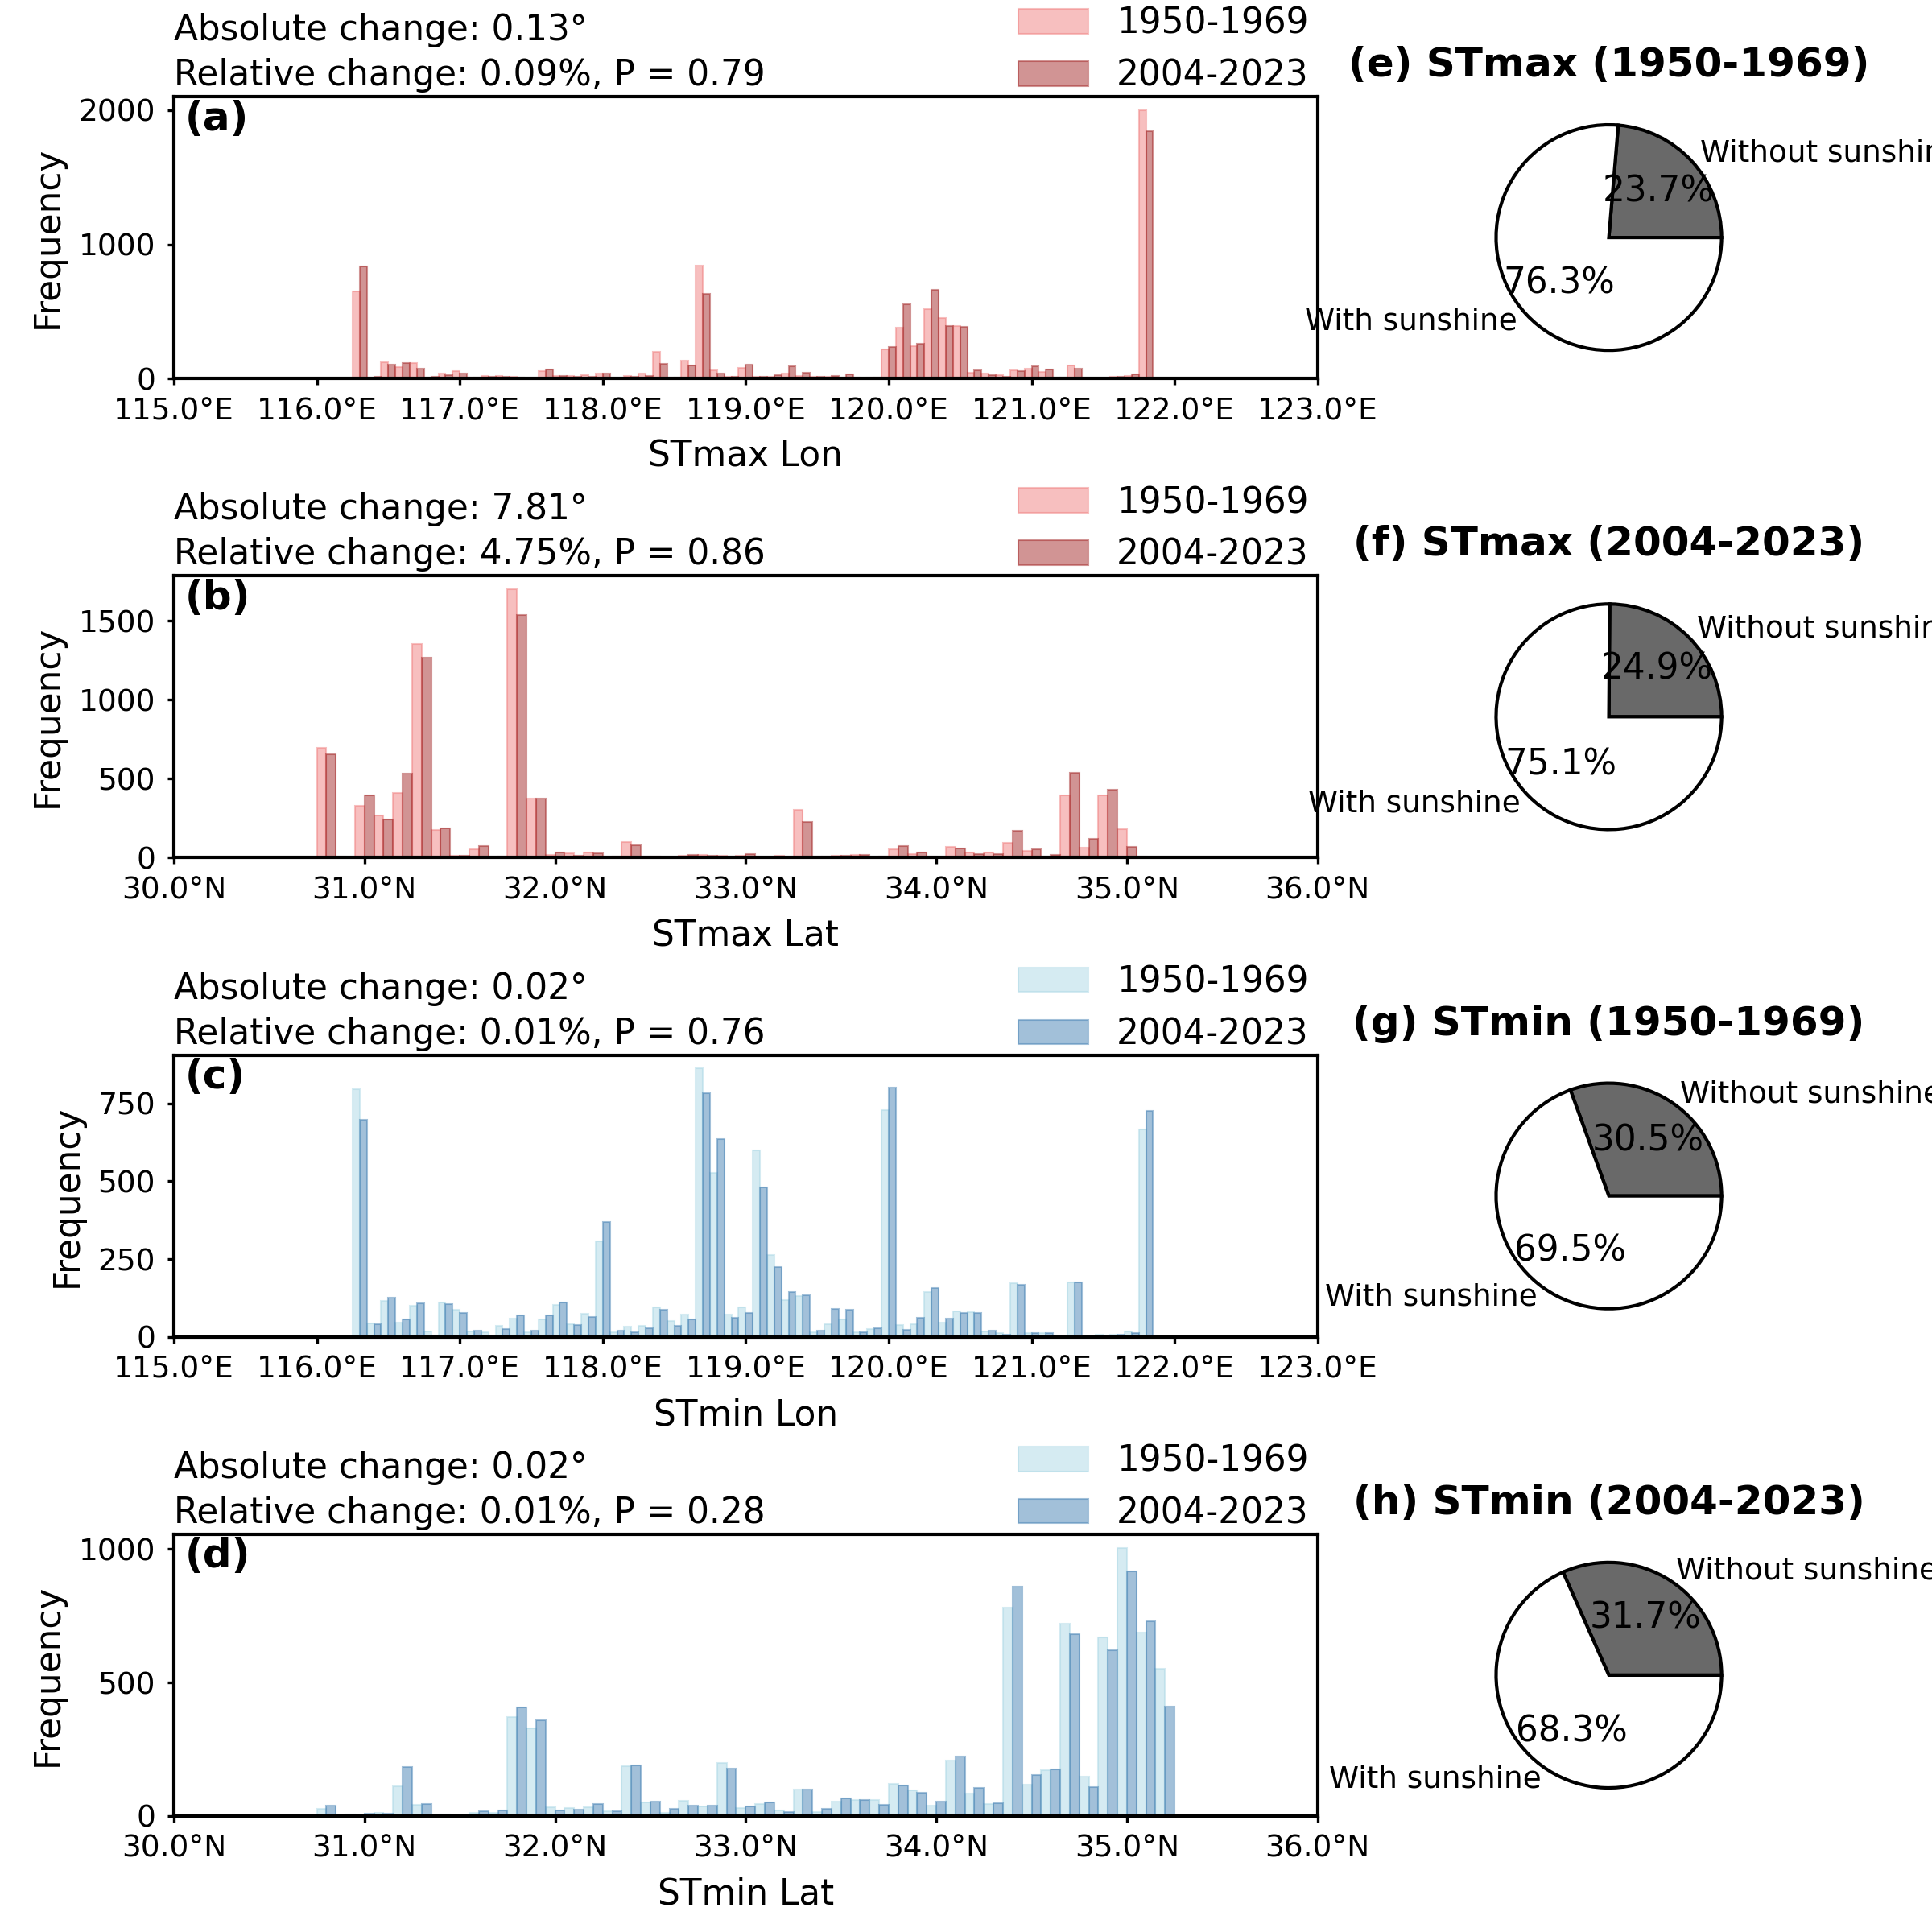 Absolute change: 0.13°
Relative change: 0.09%, P = 0.79
1950-1969
2004-2023
(a)
Frequency
2000
1000
0
115.0°E 116.0°E 117.0°E 118.0°E 119.0°E 120.0°E 121.0°E 122.0°E 123.0°E
STmax Lon
(e) STmax (1950-1969)
Without sunshin
23.7%
76.3%
With sunshine
Absolute change: 7.81°
Relative change: 4.75%, P = 0.86
1950-1969
2004-2023
(b)
Frequency
1500
1000
500
0
30.0°N 31.0°N 32.0°N 33.0°N 34.0°N 35.0°N 36.0°N
STmax Lat
(f) STmax (2004-2023)
Without sunshin
24.9%
75.1%
With sunshine
Absolute change: 0.02°
Relative change: 0.01%, P = 0.76
1950-1969
2004-2023
(c)
Frequency
750
500
250
0
115.0°E 116.0°E 117.0°E 118.0°E 119.0°E 120.0°E 121.0°E 122.0°E 123.0°E
STmin Lon
(g) STmin (1950-1969)
Without sunshine
30.5%
69.5%
With sunshine
Absolute change: 0.02°
Relative change: 0.01%, P = 0.28
1950-1969
2004-2023
(d)
Frequency
1000
500
0
30.0°N 31.0°N 32.0°N 33.0°N 34.0°N 35.0°N 36.0°N
STmin Lat
(h) STmin (2004-2023)
Without sunshine
31.7%
68.3%
With sunshine